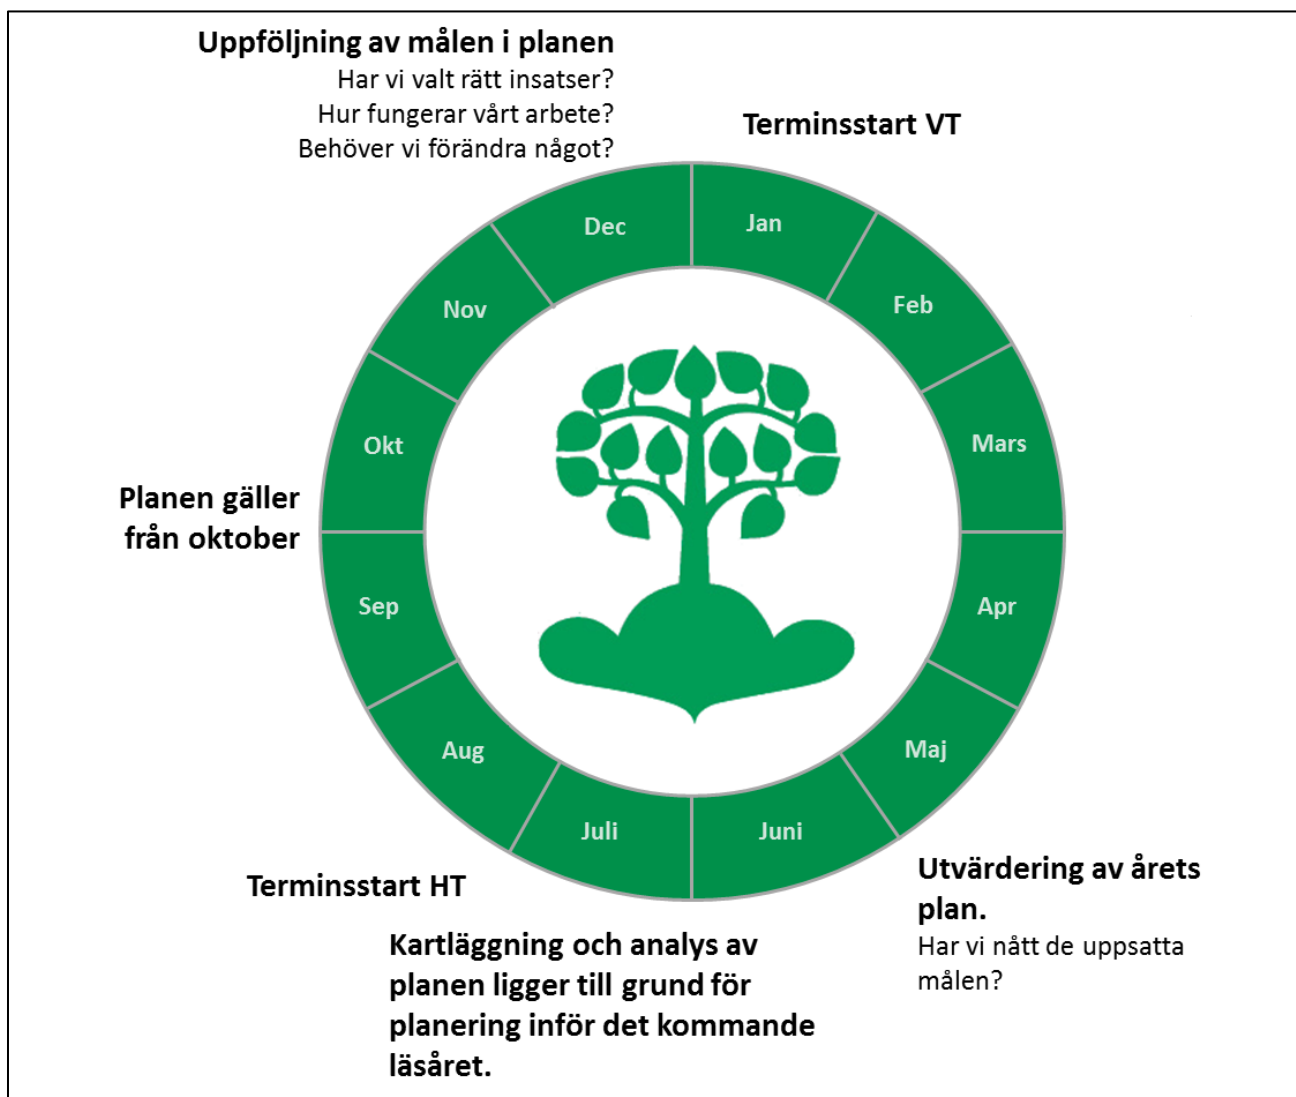 Uppföljning av målen i planen
Har vi valt rätt insatser?
Hur fungerar vårt arbete?
Behöver vi förändra något?
Terminsstart VT
Dec
Jan
Nov
Feb
Okt
Mars
Planen gäller
från oktober
Sep
Apr
Aug
Maj
Juli
Juni
Terminsstart HT
Utvärdering av årets
plan.
Har vi nått de uppsatta
målen?
Kartläggning och analys av
planen ligger till grund för
planering inför det kommande
läsåret.